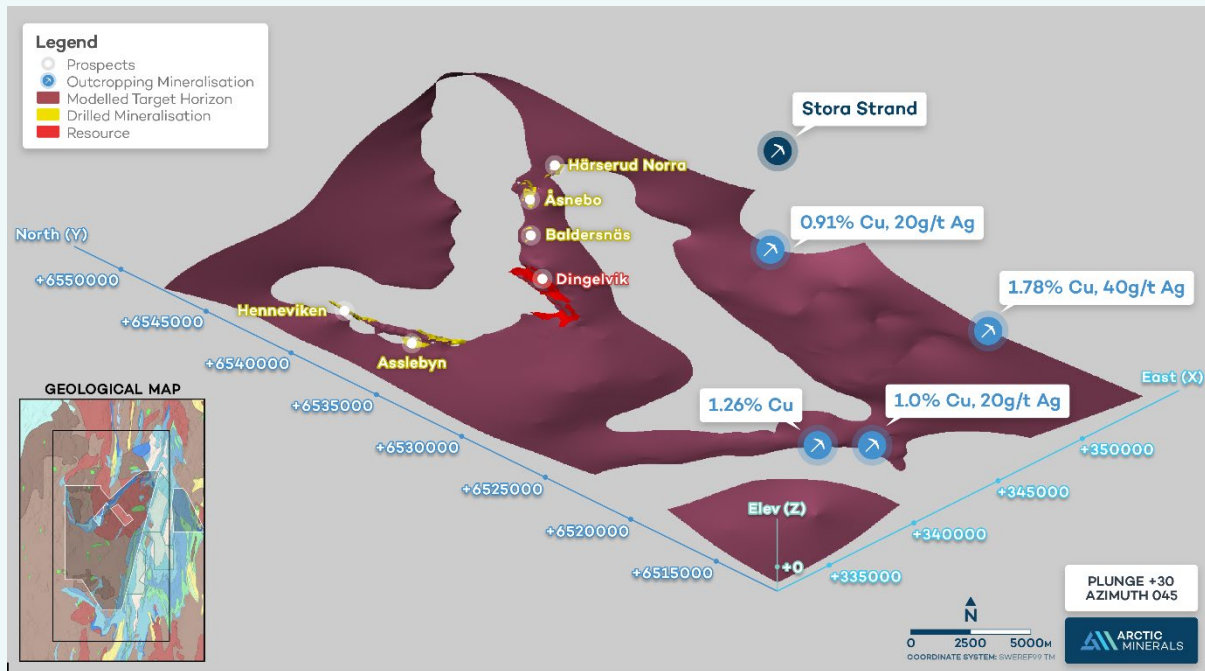 Legend
Prospects
Outcropping Mineralisation
Modelled Target Horizon
Drilled Mineralisation
Resource
Stora Strand
Härserud Norra
Åsnebo
Baldersnäs
Dingelvik
Henneviken
Asslebyn
0.91% Cu, 20g/t Ag
1.78% Cu, 40g/t Ag
1.26% Cu
1.0% Cu, 20g/t Ag
North (Y)
+6550000
+6545000
+6540000
+6535000
+6530000
+6525000
+6520000
+6515000
East (X)
+350000
+345000
+340000
+335000
Elev (Z)
+0
GEOLOGICAL MAP
N
0 2500 5000M
COORDINATE SYSTEM: SWEREF99 TM
PLUNGE +30
AZIMUTH 045
ARCTIC
MINERALS